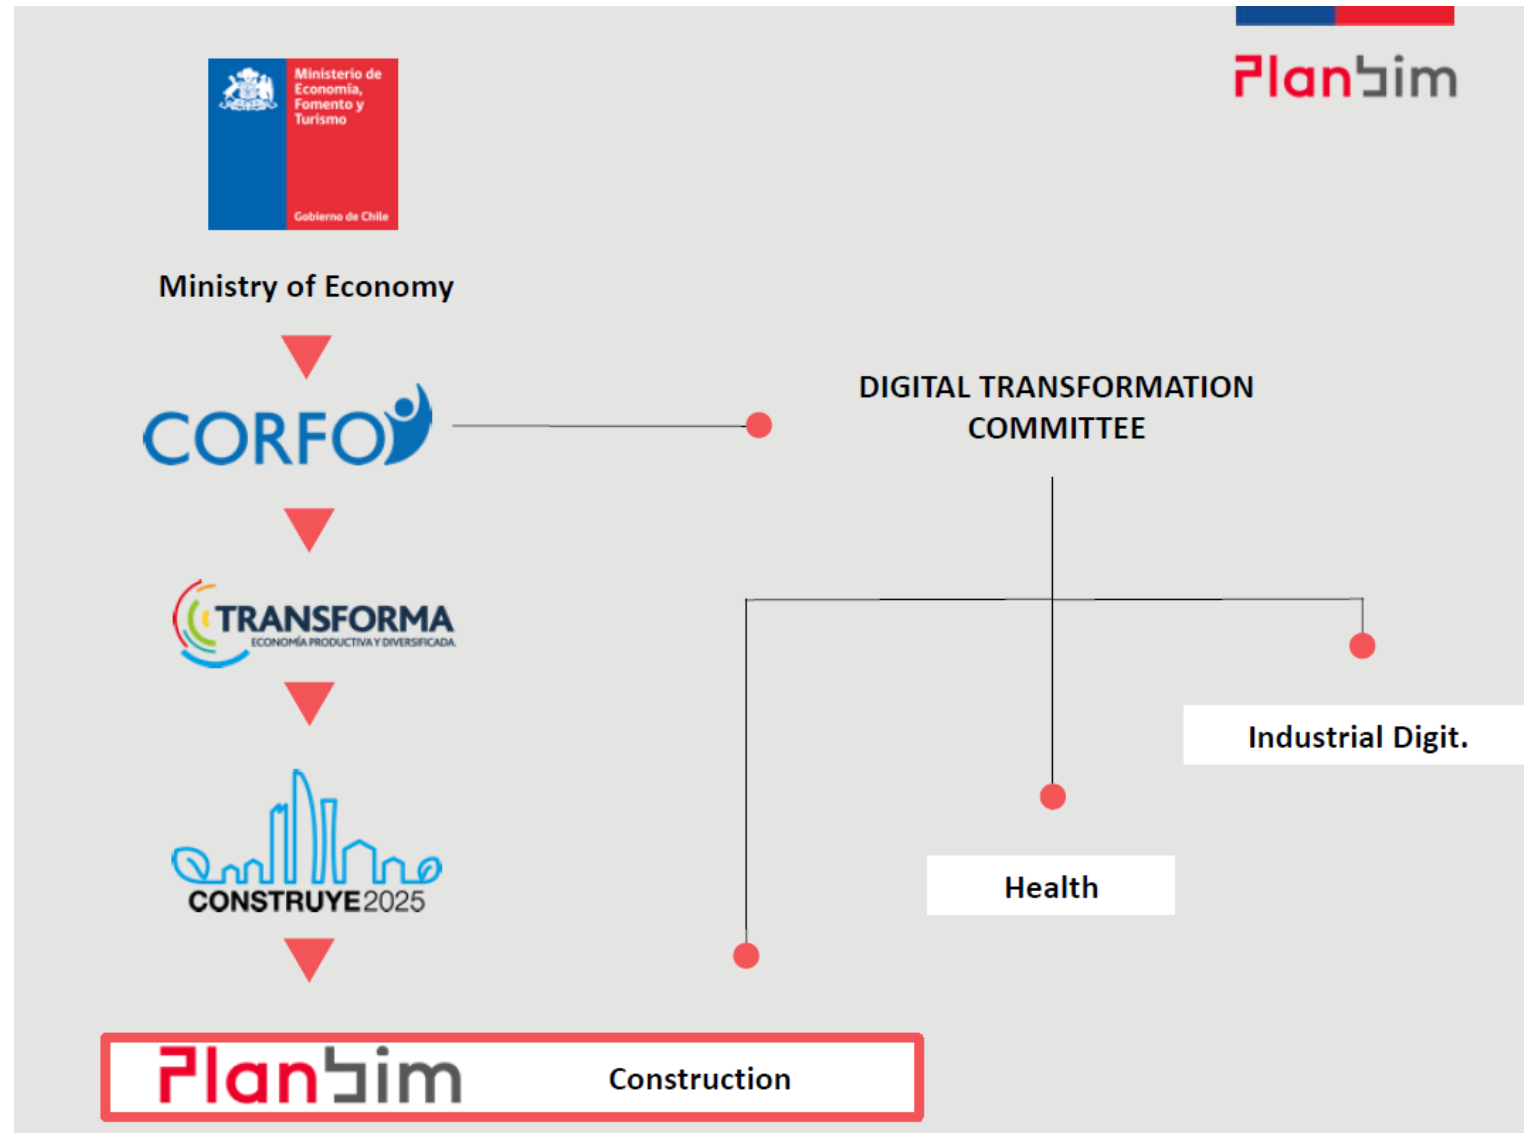 Planbim
Ministerio de
Economía,
Fomento y
Turismo
Gobierno de Chile
Ministry of Economy
CORFO
DIGITAL TRANSFORMATION
COMMITTEE
TRANSFORMA
ECONOMÍA PRODUCTIVA Y DIVERSIFICADA
Industrial Digit.
CONSTRUYE2025
Health
Planbim
Construction